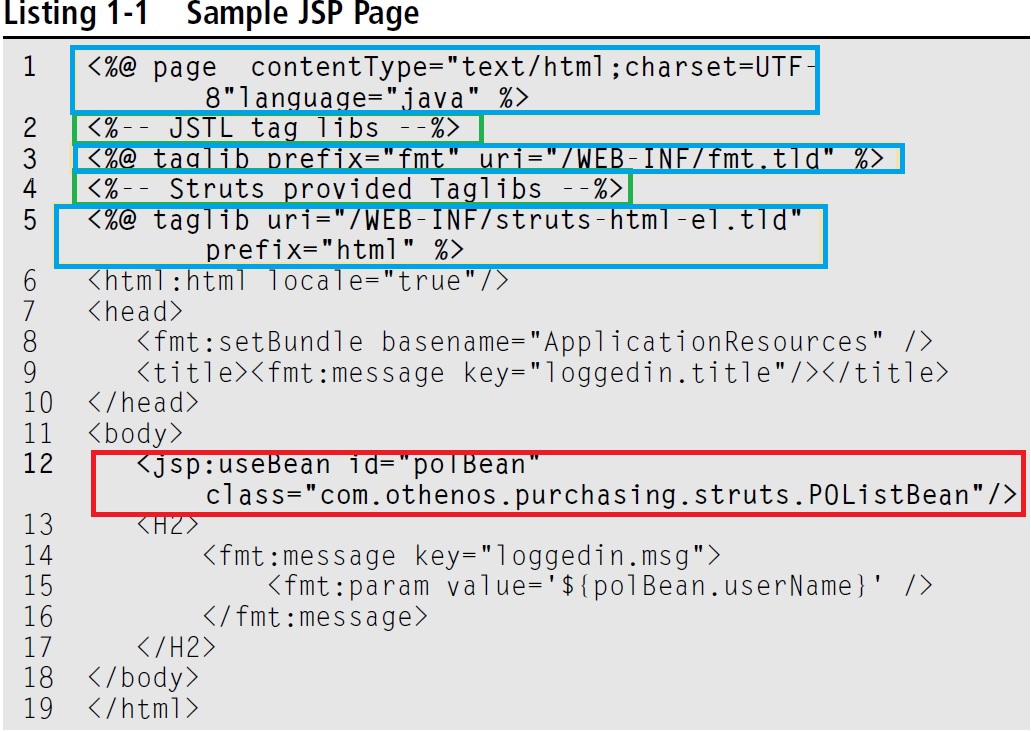 Listing 1-1 Sample JSP Page
1 <%@ page contentType="text/html;charset=UTF-
8"language="java" %>
2 <%-- JSTL tag libs --%>
3 <%@ taglib prefix="fmt" uri="/WEB-INF/fmt.tld" %>
4 <%-- Struts provided Taglibs --%>
5 <%@ taglib uri="/WEB-INF/struts-html-el.tld"
prefix="html" %>
6 <html:html locale="true"/>
7 <head>
8 <fmt:setBundle basename="ApplicationResources" />
9 <title><fmt:message key="loggedin.title"/></title>
10 </head>
11 <body>
12 <jsp:useBean id="polBean"
class="com.othenos.purchasing.struts.POListBean"/>
13 <H2>
14 <fmt:message key="loggedin.msg">
15 <fmt:param value='${polBean.userName}' />
16 </fmt:message>
17 </H2>
18 </body>
19 </html>